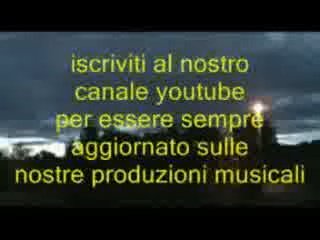 iscriviti al nostro
canale youtube
per essere sempre
aggiornato sulle
nostre produzioni musicali